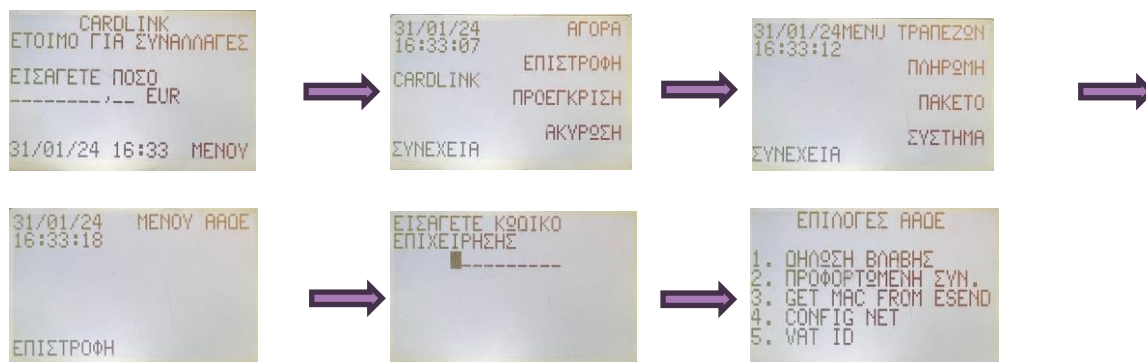 CARDLINK
ΕΤΟΙΜΟ ΓΙΑ ΣΥΝΑΛΛΑΓΕΣ
ΕΙΣΑΓΕΤΕ ΠΟΣΟ
________,__ EUR
31/01/24 16:33 ΜΕΝΟΥ
31/01/24 ΑΓΟΡΑ
16:33:07
ΕΠΙΣΤΡΟΦΗ
CARDLINK
ΠΡΟΕΓΚΡΙΣΗ
ΑΚΥΡΩΣΗ
ΣΥΝΕΧΕΙΑ
31/01/24MENU ΤΡΑΠΕΖΩΝ
16:33:12
ΠΛΗΡΩΜΗ
ΠΑΚΕΤΟ
ΣΥΣΤΗΜΑ
ΣΥΝΕΧΕΙΑ
31/01/24 ΜΕΝΟΥ ΑΑΔΕ
16:33:18
ΕΠΙΣΤΡΟΦΗ
ΕΙΣΑΓΕΤΕ ΚΩΔΙΚΟ
ΕΠΙΧΕΙΡΗΣΗΣ
__________
ΕΠΙΛΟΓΕΣ ΑΑΔΕ
1. ΔΗΛΩΣΗ ΒΛΑΒΗΣ
2. ΠΡΟΦΟΡΤΩΜΕΝΗ ΣΥΝ.
3. GET MAC FROM ESEND
4. CONFIG NET
5. VAT ID